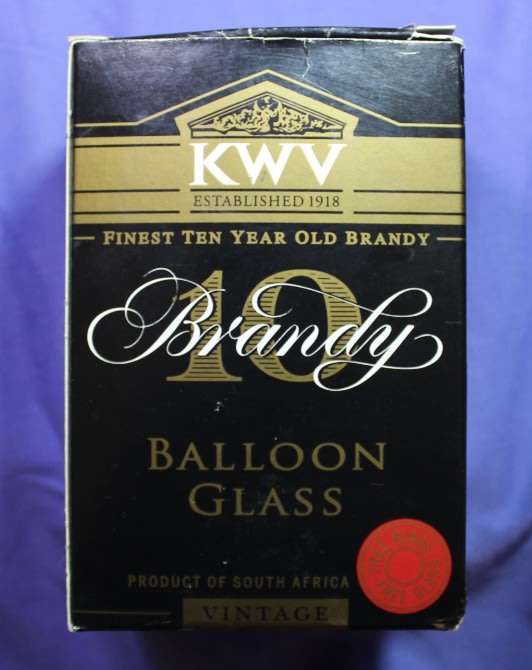 KWV
ESTABLISHED 1918
FINEST TEN YEAR OLD BRANDY
10
Brandy
BALLOON
GLASS
PRODUCT OF SOUTH AFRICA
VINTAGE